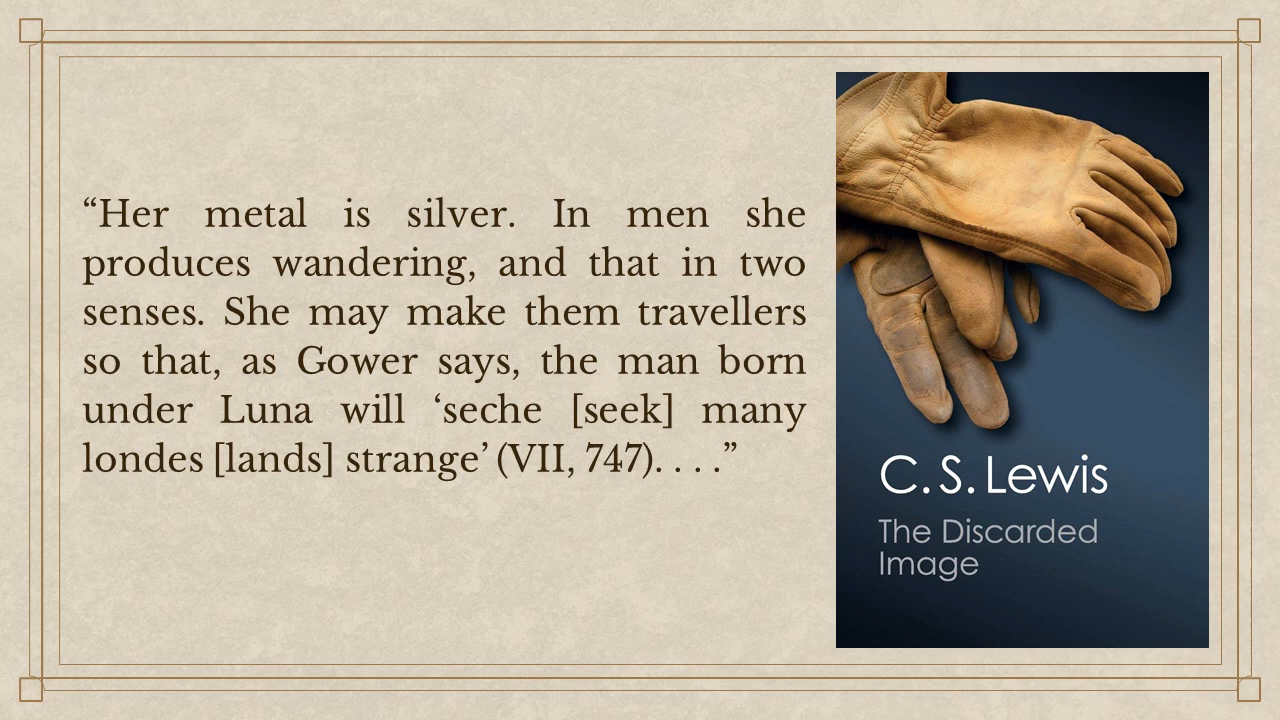 “Her metal is silver. In men she
produces wandering, and that in two
senses. She may make them travellers
so that, as Gower says, the man born
under Luna will ‘seche [seek] many
londes [lands] strange’ (VII, 747). . . .”
C. S. Lewis
The Discarded
Image